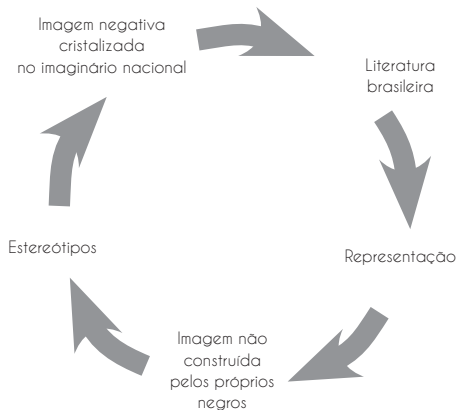 Imagem negativa
cristalizada
no imaginário nacional
Literatura
brasileira
Representação
Imagem não
construída
pelos próprios
negros
Estereótipos